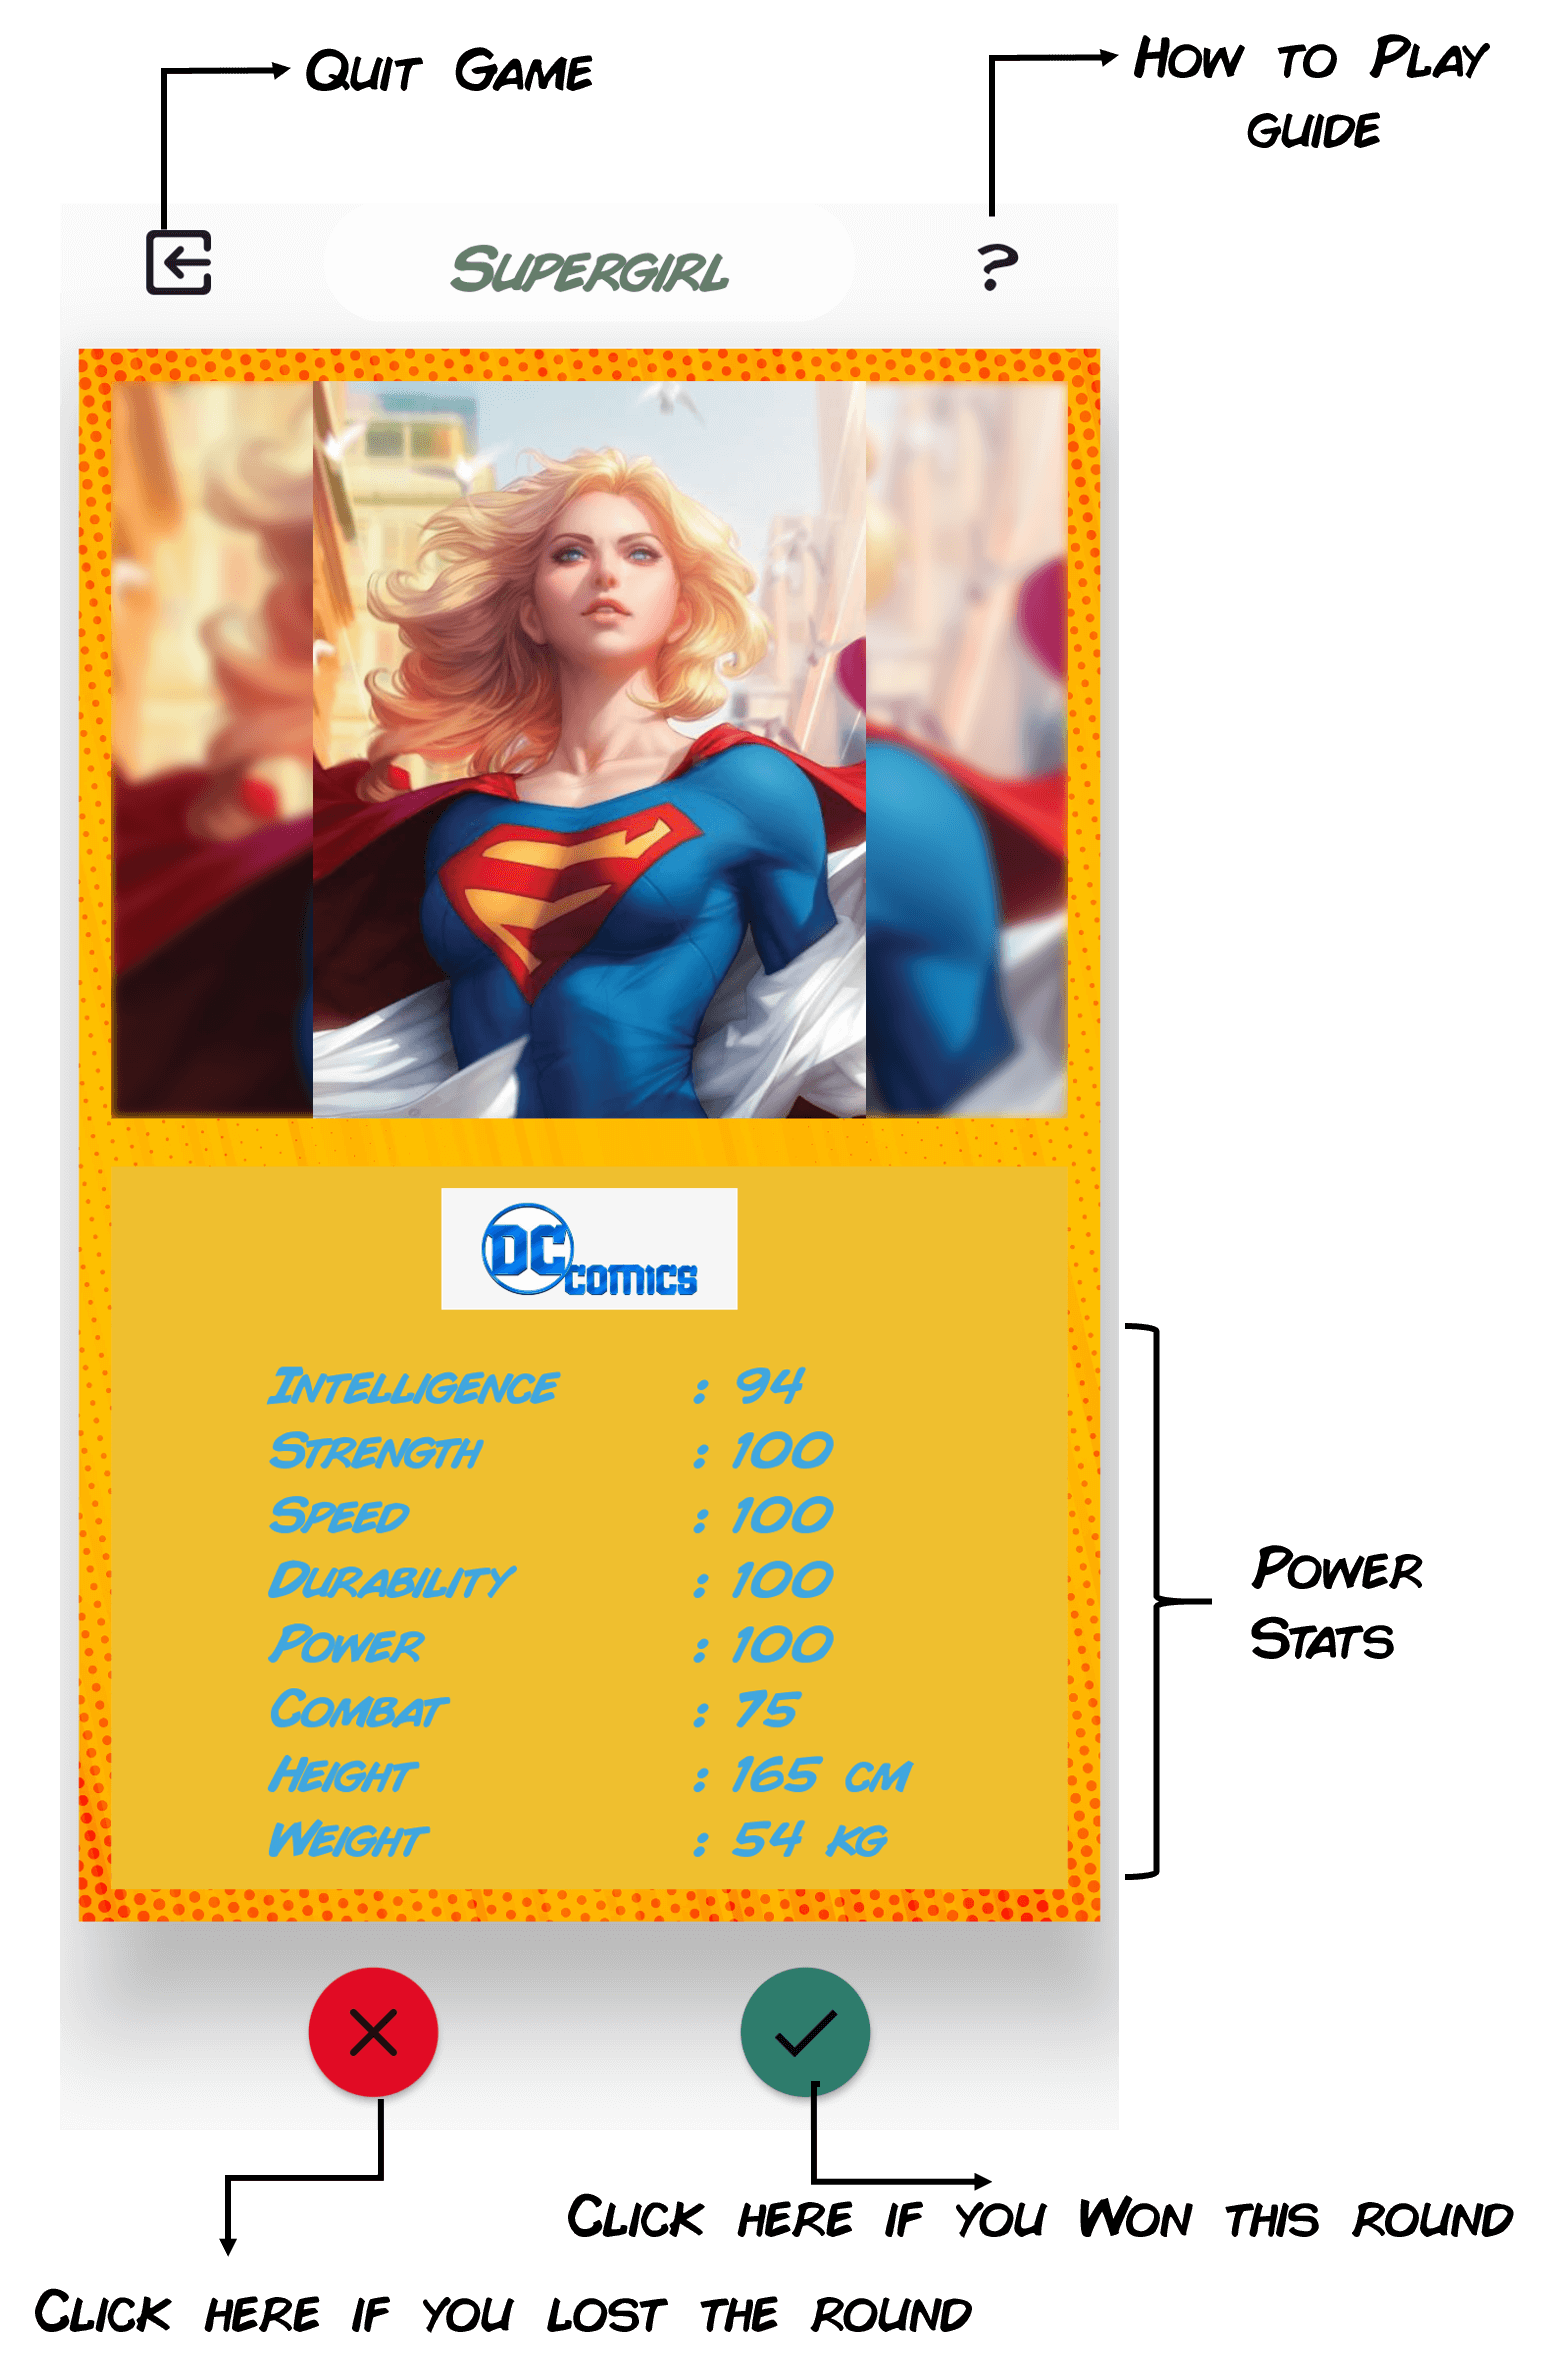 Quit Game
How to Play
guide
Supergirl
?
DC
COMICS
Intelligence : 94
Strength : 100
Speed : 100
Durability : 100
Power : 100
Combat : 75
Height : 165 cm
Weight : 54 kg
Power
Stats
Click here if you Won this round
Click here if you lost the round